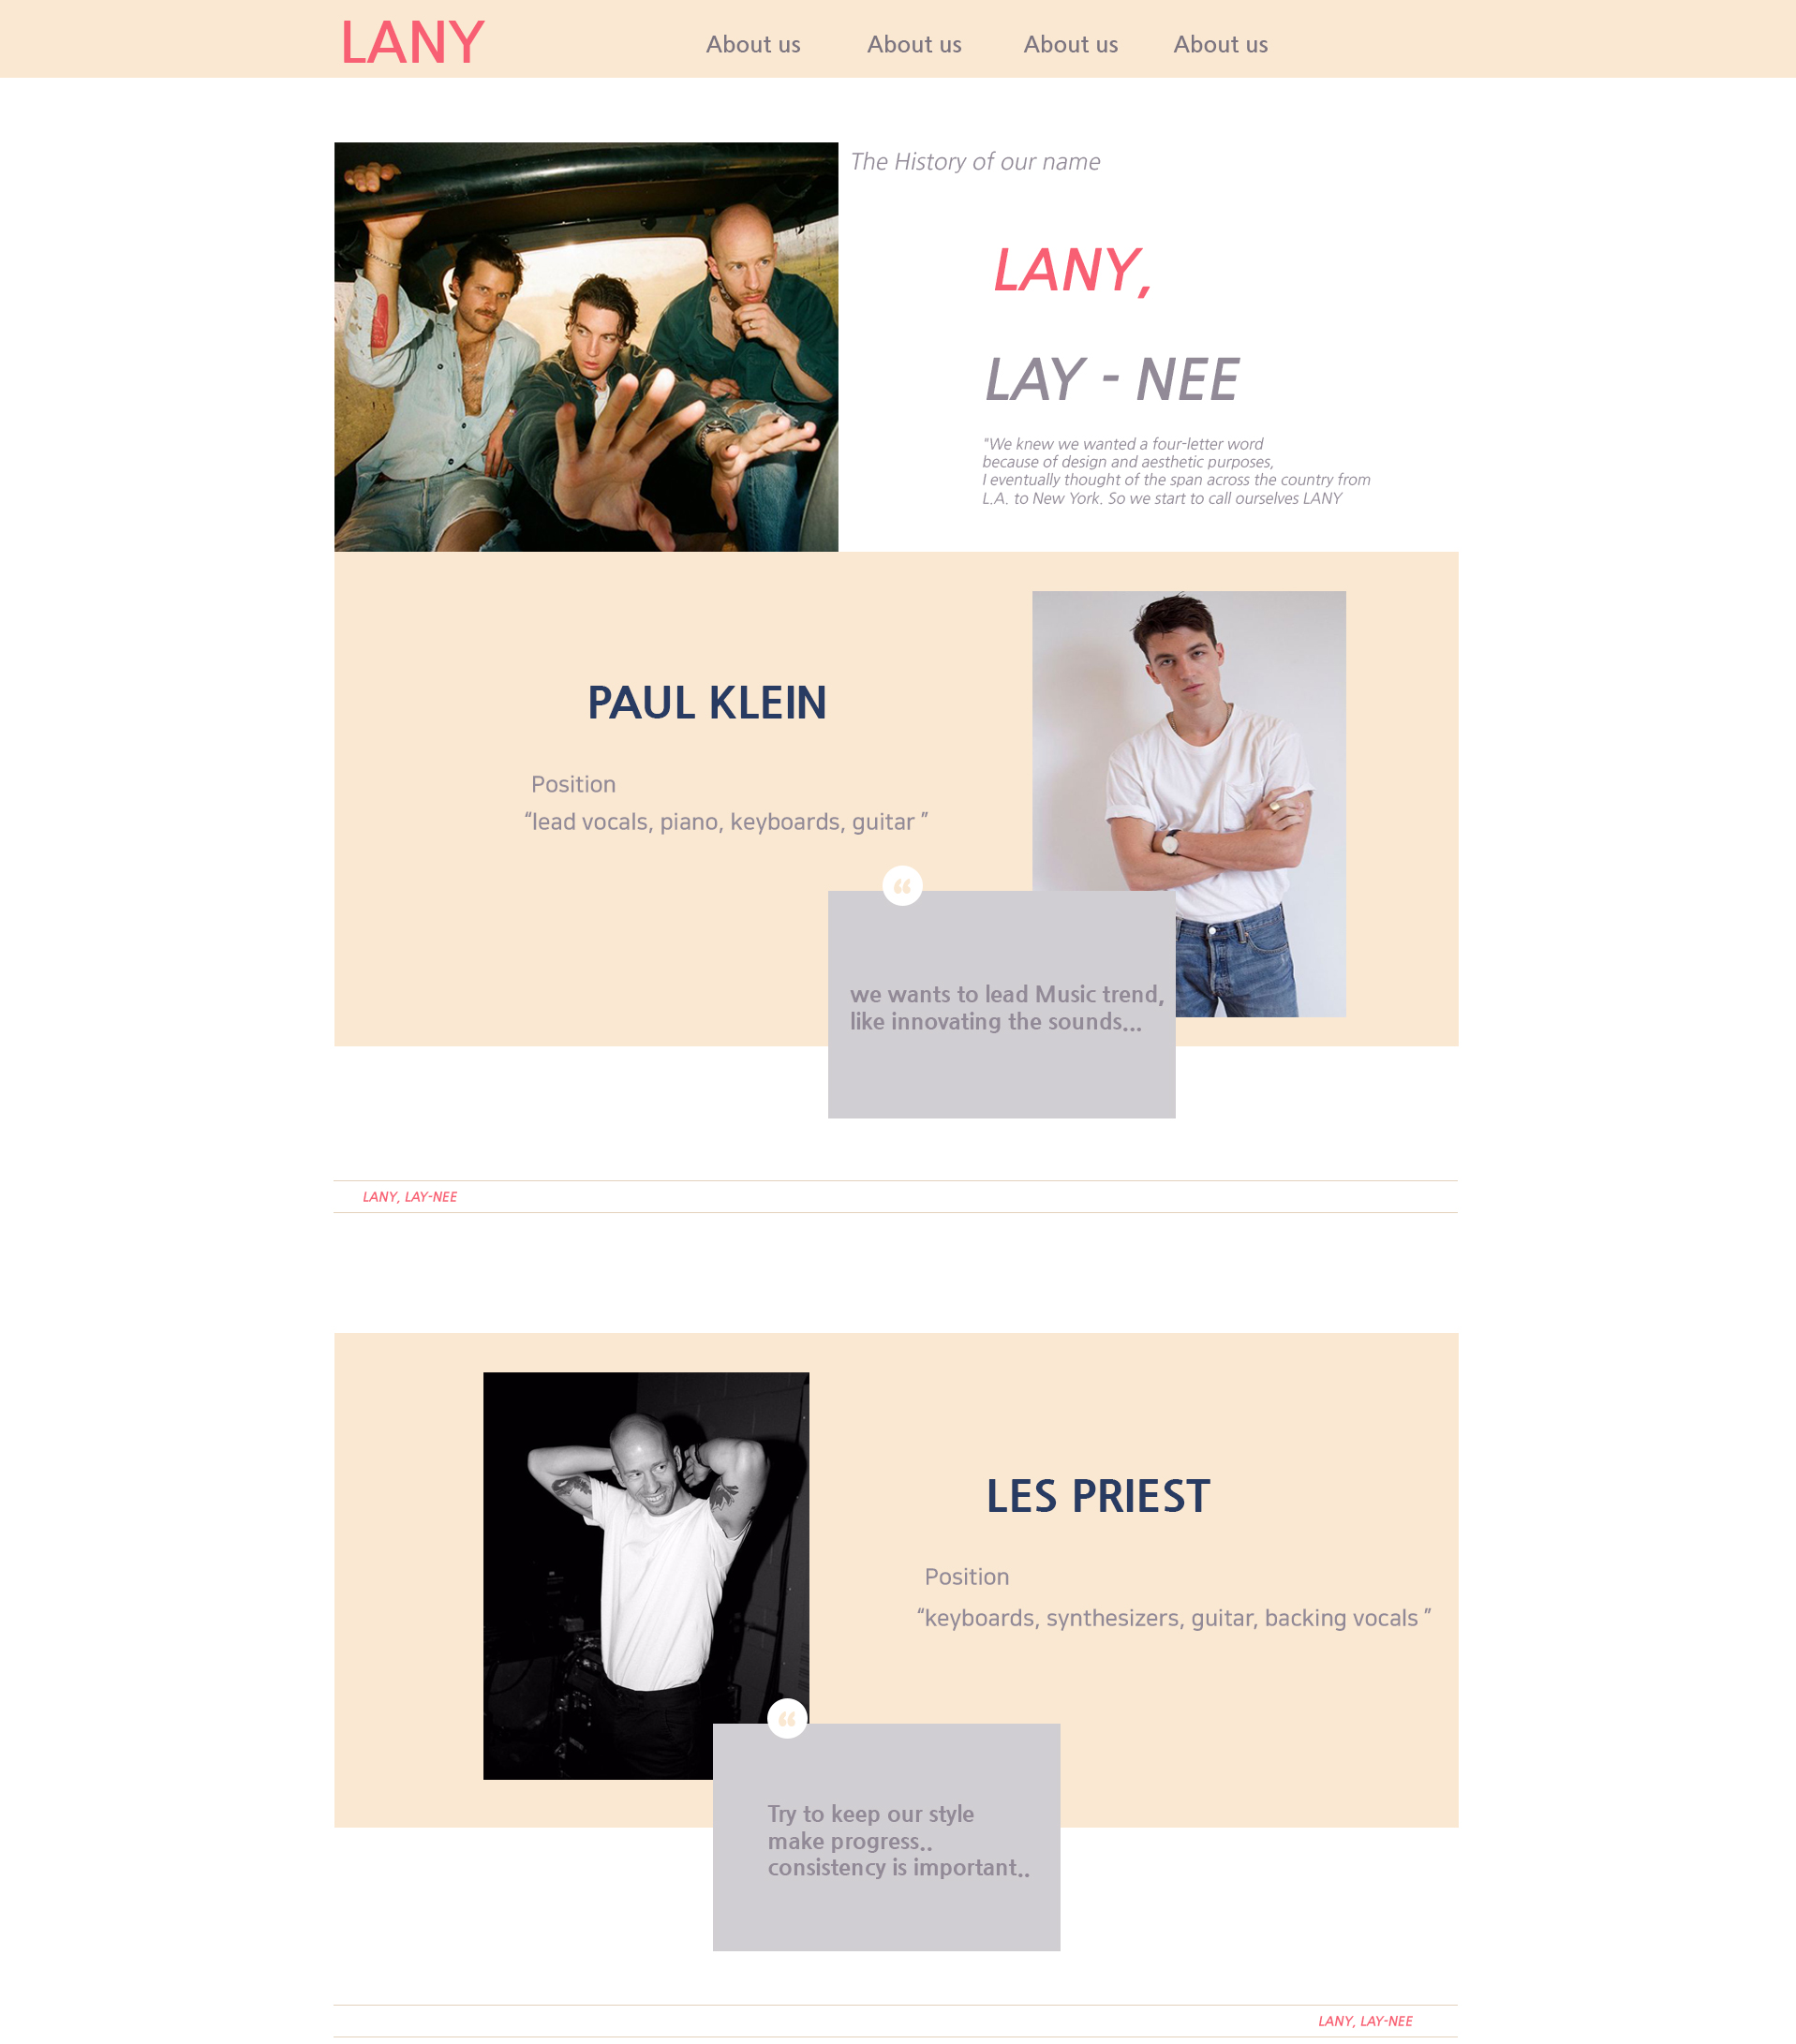 LANY
About us About us About us About us
The History of our name
LANY,
LAY - NEE
"We knew we wanted a four-letter word
because of design and aesthetic purposes,
I eventually thought of the span across the country from
L.A. to New York. So we start to call ourselves LANY
PAUL KLEIN
Position
“lead vocals, piano, keyboards, guitar ”
“
we wants to lead Music trend,
like innovating the sounds...
LANY, LAY-NEE
LES PRIEST
Position
“keyboards, synthesizers, guitar, backing vocals ”
“
Try to keep our style
make progress..
consistency is important..
LANY, LAY-NEE